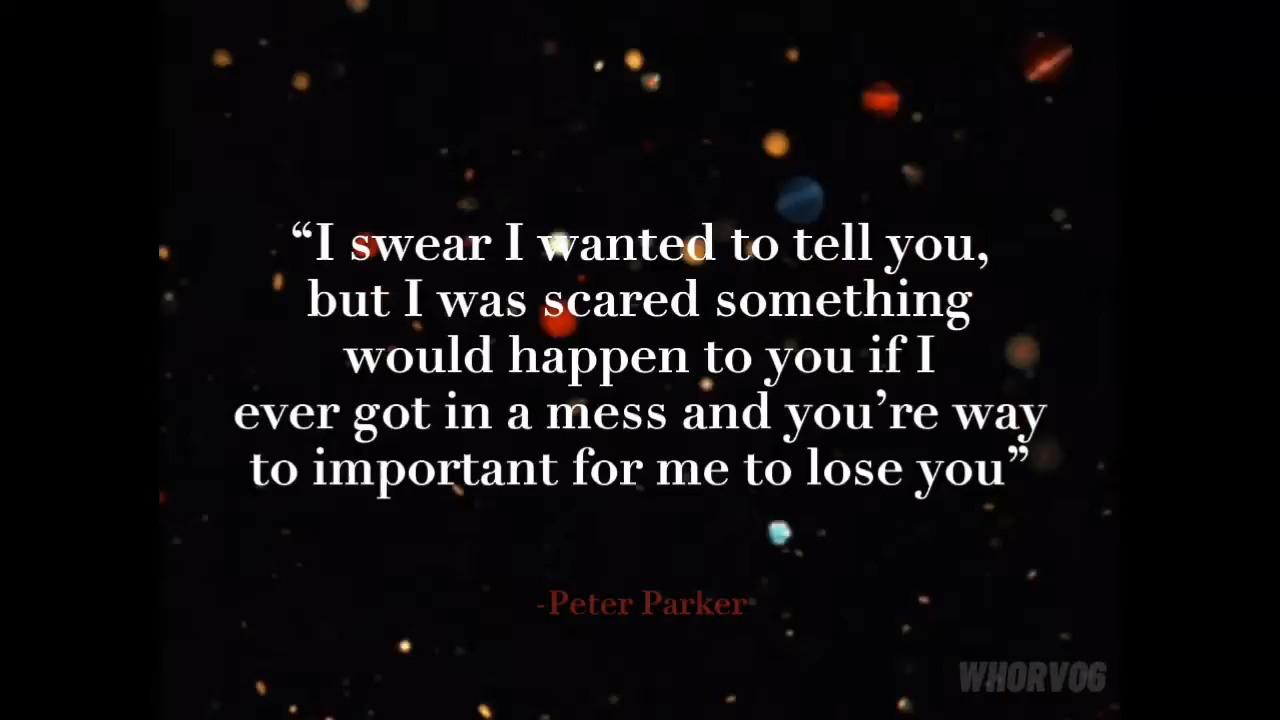 “I swear I wanted to tell you,
but I was scared something
would happen to you if I
ever got in a mess and you’re way
to important for me to lose you”
-Peter Parker
WHORVOG